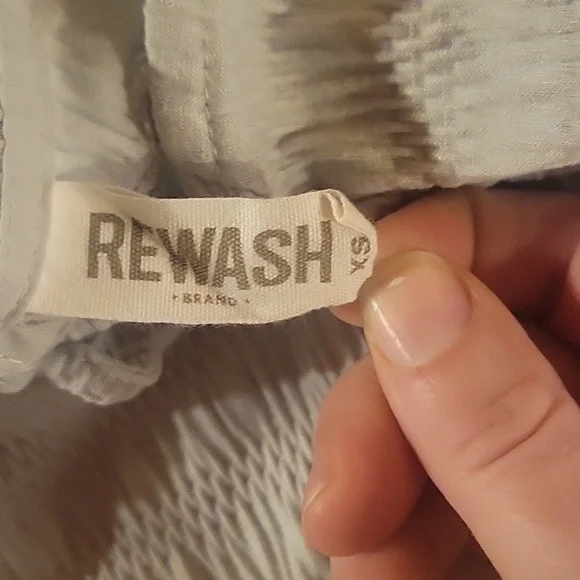 REWASH
• BRAND •
XS